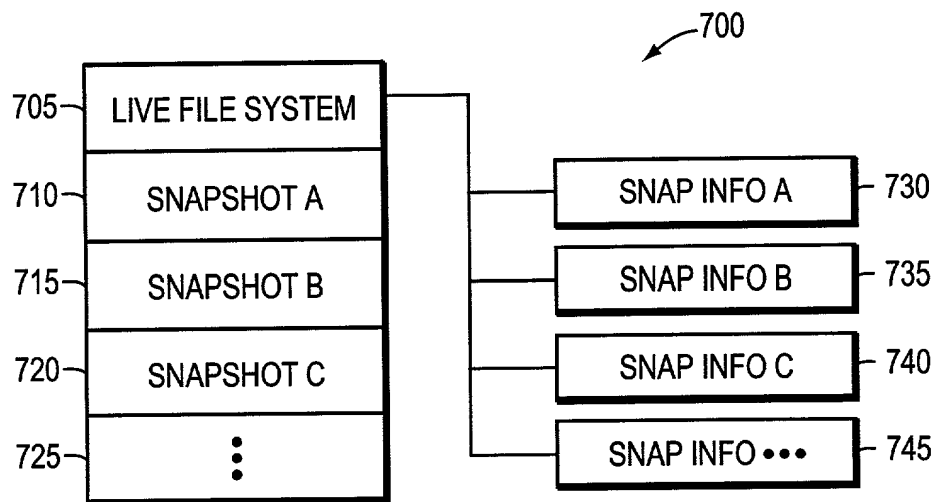 700
705 LIVE FILE SYSTEM
710 SNAPSHOT A
SNAP INFO A 730
715 SNAPSHOT B
SNAP INFO B 735
720 SNAPSHOT C
SNAP INFO C 740
725
SNAP INFO ••• 745